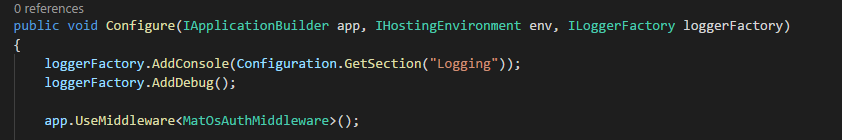 0 references
public void Configure(IApplicationBuilder app, IHostingEnvironment env, ILoggerFactory loggerFactory)
{
    loggerFactory.AddConsole(Configuration.GetSection("Logging"));
    loggerFactory.AddDebug();

    app.UseMiddleware<MatOsAuthMiddleware>();